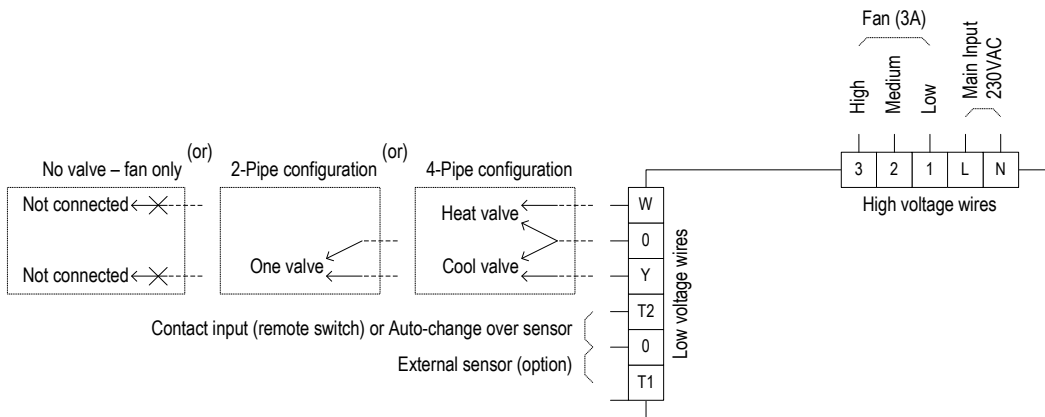 Fan (3A)
High
Medium
Low
Main Input
230VAC
3 2 1 L N
High voltage wires
No valve – fan only
(or)
2-Pipe configuration
(or)
4-Pipe configuration
Not connected
Not connected
One valve
Heat valve
Cool valve
W
0
Y
T2
0
T1
Low voltage wires
Contact input (remote switch) or Auto-change over sensor
External sensor (option)